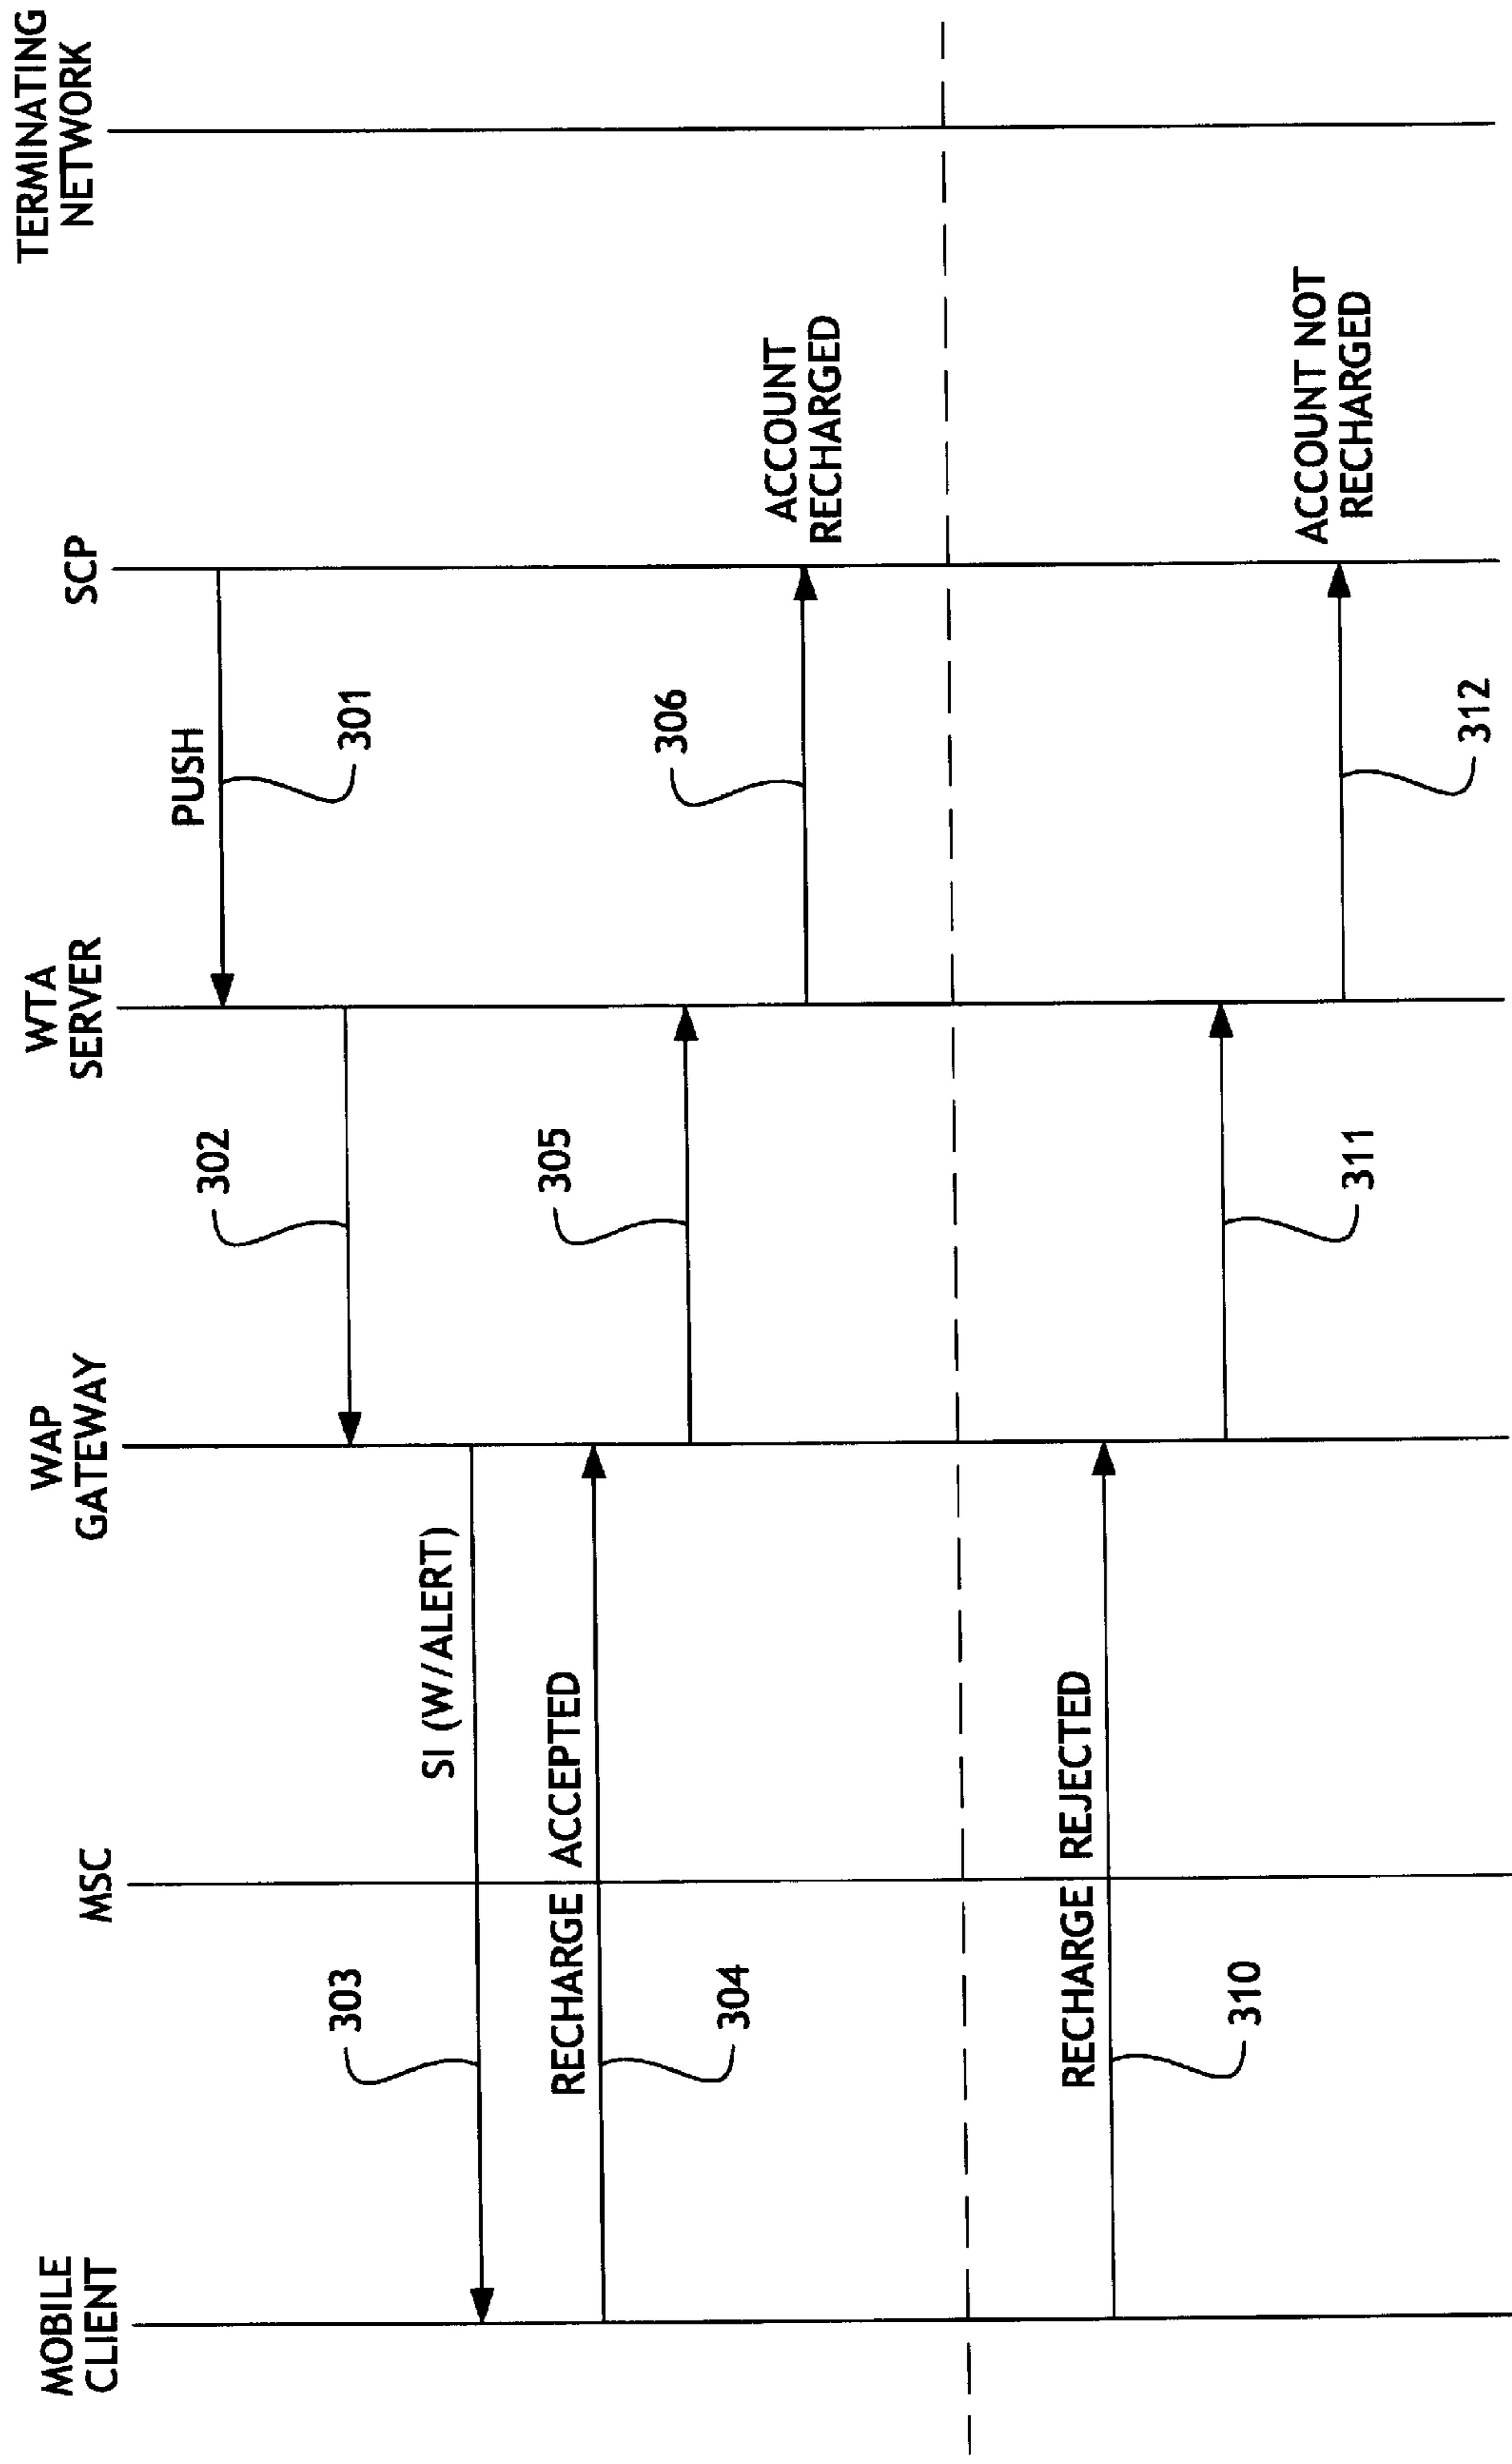 MOBILE
CLIENT
MSC
WAP
GATEWAY
WTA
SERVER
SCP
TERMINATING
NETWORK
PUSH
301
302
SI (W/ALERT)
303
RECHARGE ACCEPTED
304
305
306
ACCOUNT
RECHARGED
RECHARGE REJECTED
310
311
312
ACCOUNT NOT
RECHARGED